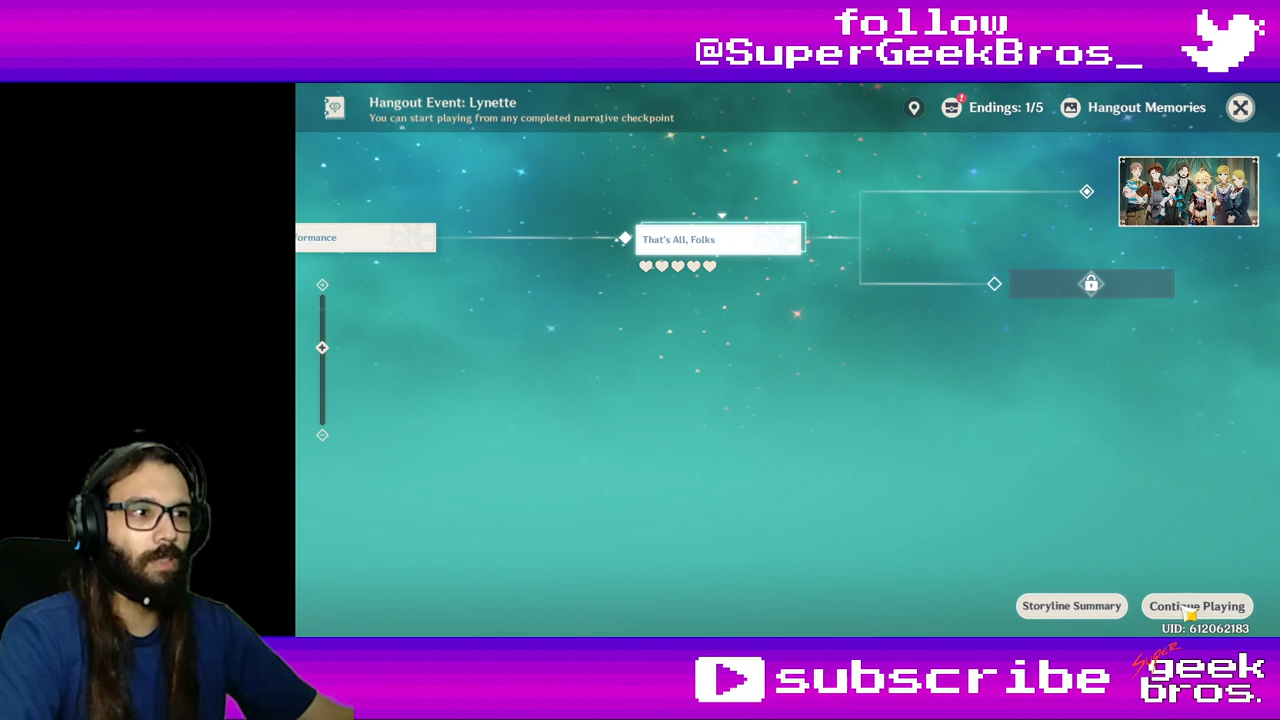 follow
@SuperGeekBros_
Hangout Event: Lynette
You can start playing from any completed narrative checkpoint
Endings: 1/5
Hangout Memories
formance
That's All, Folks
Storyline Summary
Continue Playing
UID: 612062183
subscribe
SUPER
geek
bros.